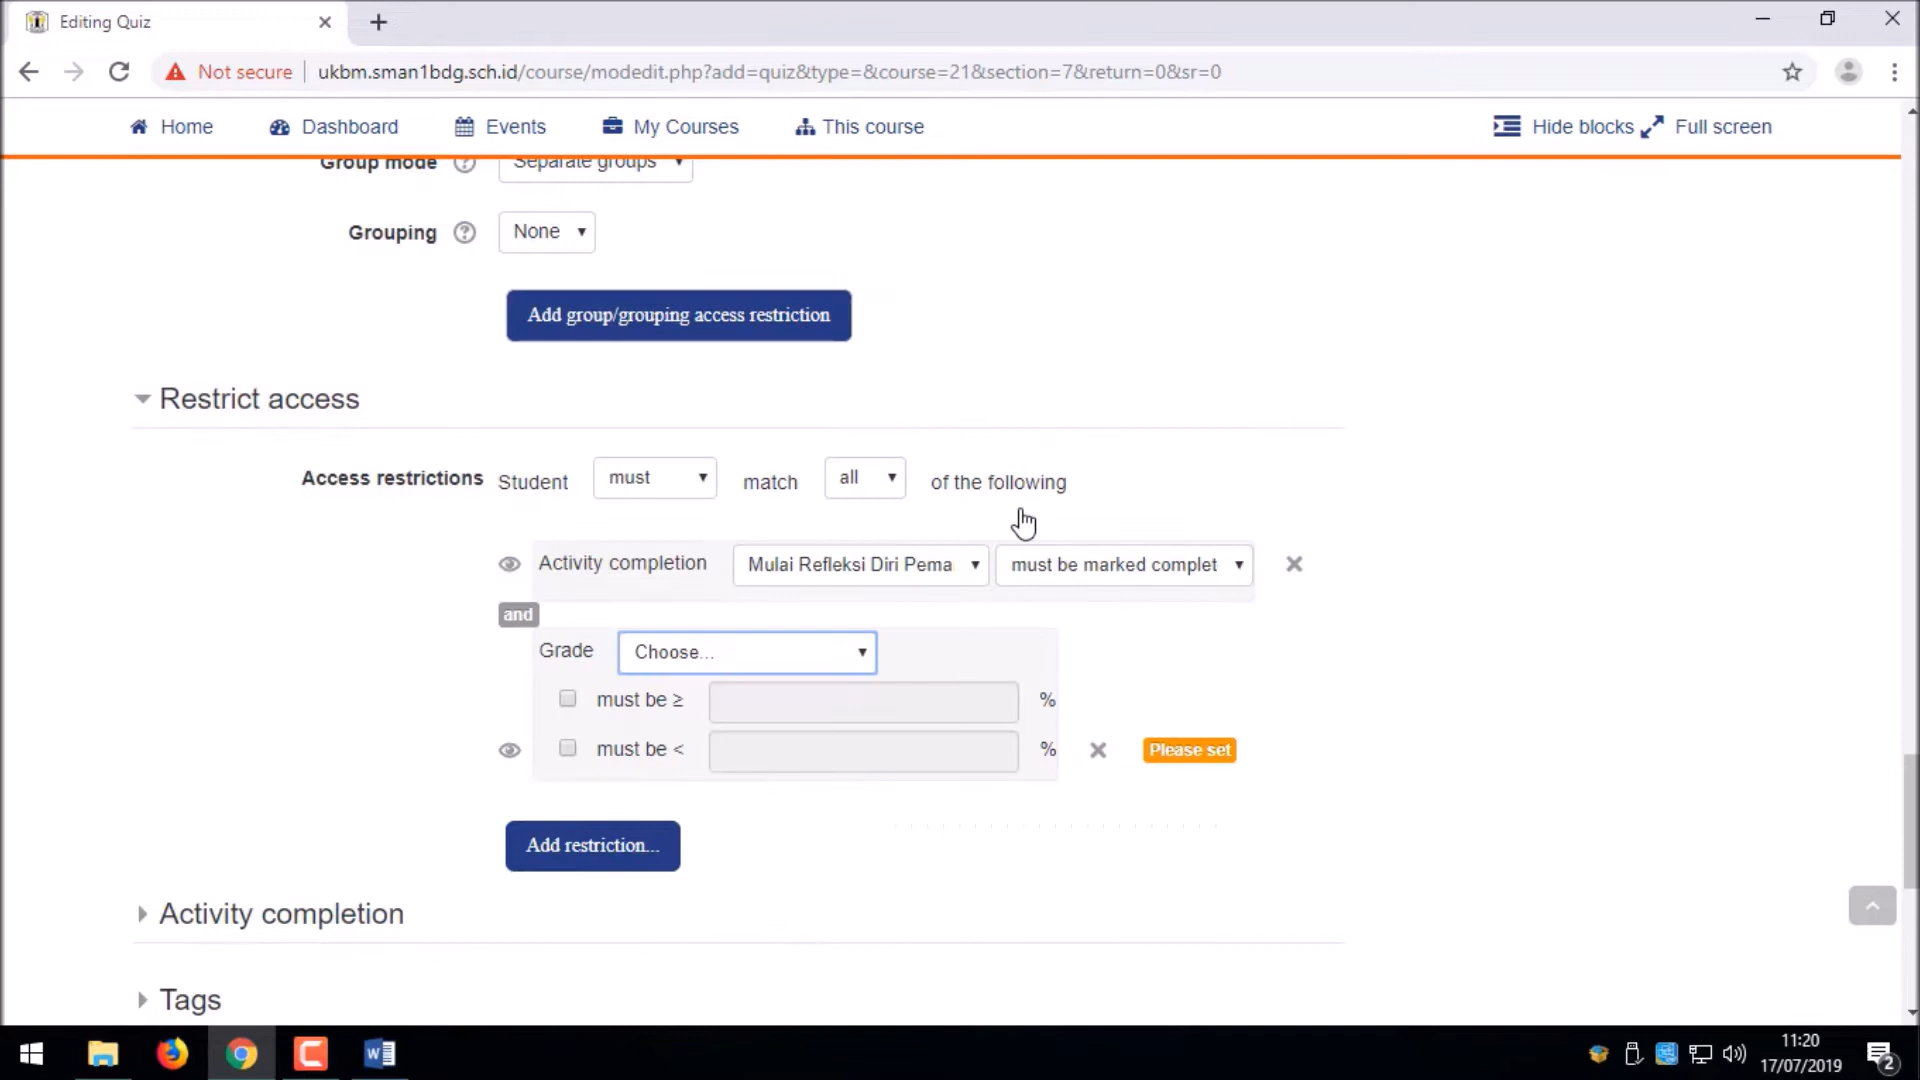 Editing Quiz
Not secure ukbm.sman1bdg.sch.id/course/modedit.php?add=quiz&type=&course=21&section=7&return=0&sr=0
Home Dashboard Events My Courses This course Hide blocks Full screen
Group mode Separate groups
Grouping None
Add group/grouping access restriction
Restrict access
Access restrictions Student must match all of the following
Activity completion Mulai Refleksi Diri Pema must be marked complet
and
Grade Choose...
must be ≥ %
must be < % Please set
Add restriction...
Activity completion
Tags
11:20
17/07/2019
2